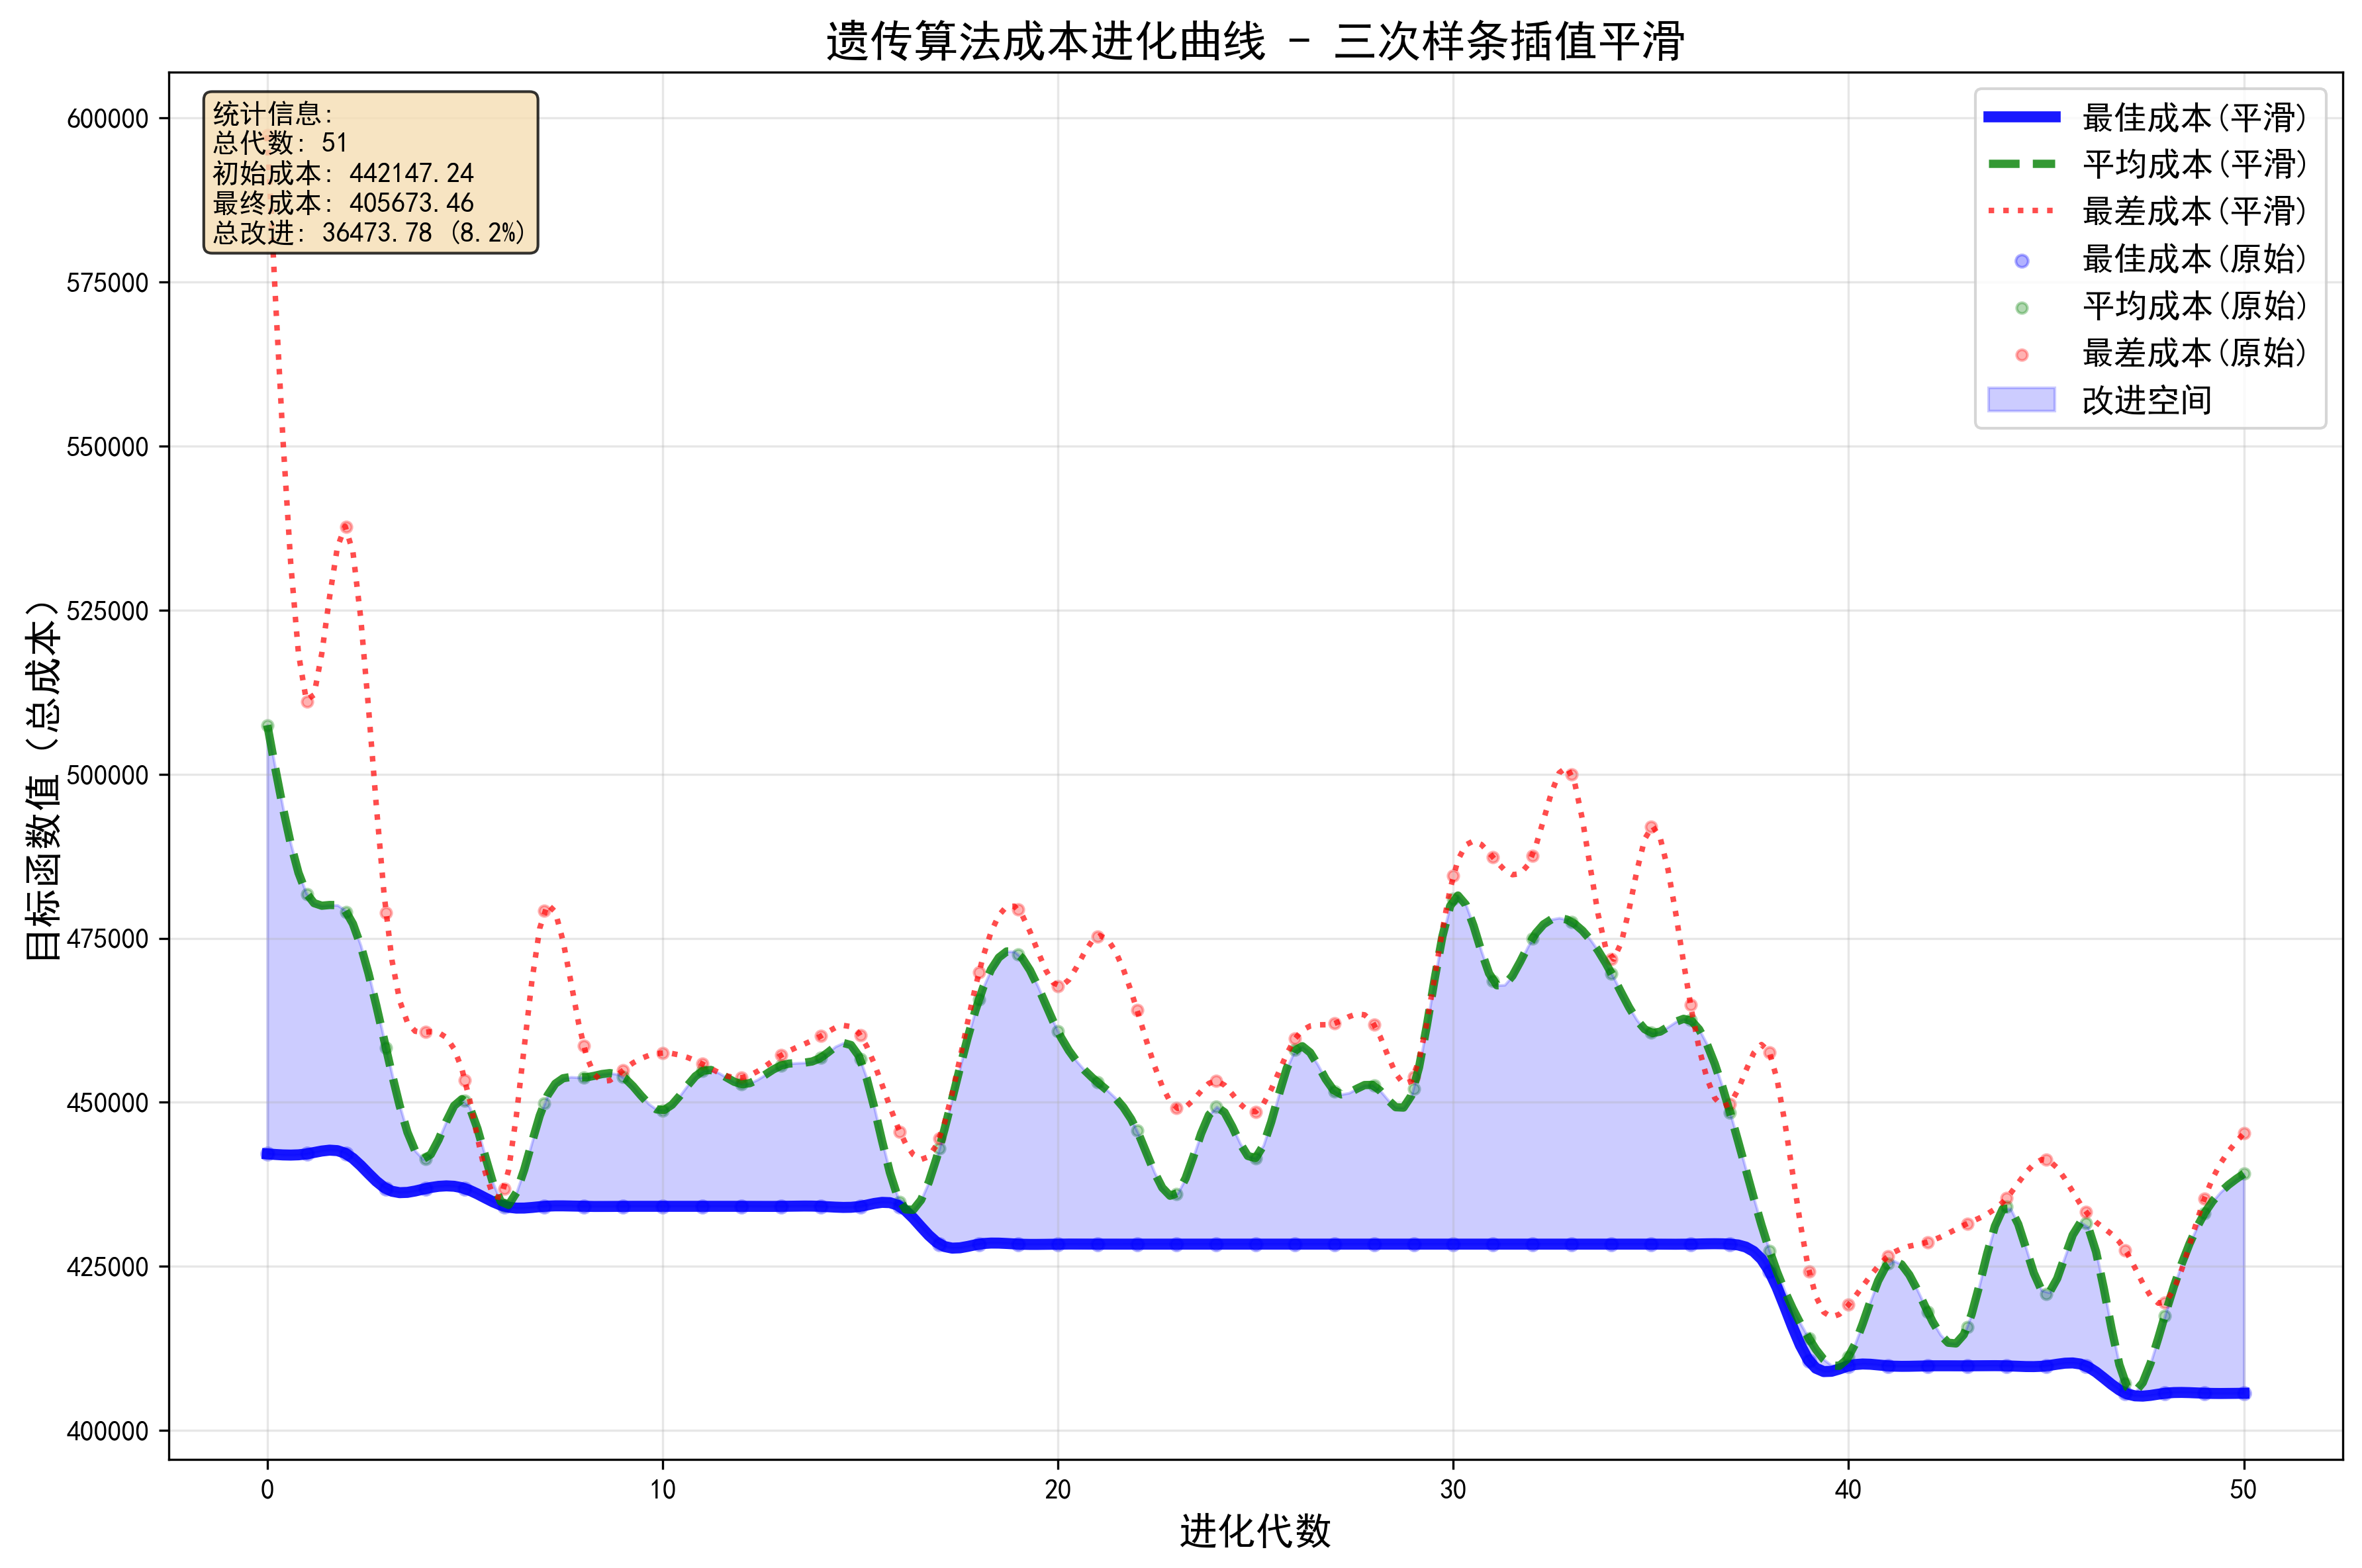 遗传算法成本进化曲线 - 三次样条插值平滑
统计信息:
总代数: 51
初始成本: 442147.24
最终成本: 405673.46
总改进: 36473.78 (8.2%)
最佳成本(平滑)
平均成本(平滑)
最差成本(平滑)
最佳成本(原始)
平均成本(原始)
最差成本(原始)
改进空间
目标函数值（总成本）
600000
575000
550000
525000
500000
475000
450000
425000
400000
0
10
20
30
40
50
进化代数